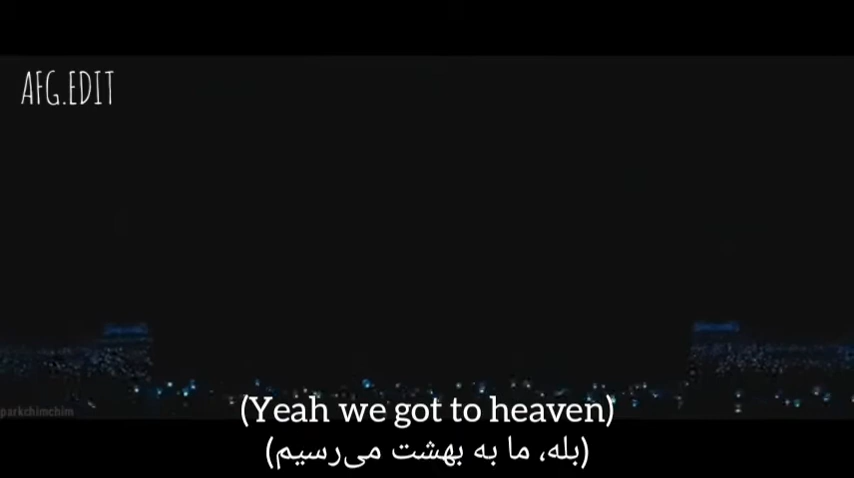 AFG.EDIT
parkchimchim
(Yeah we got to heaven)
(بله، ما به بهشت می‌رسیم)